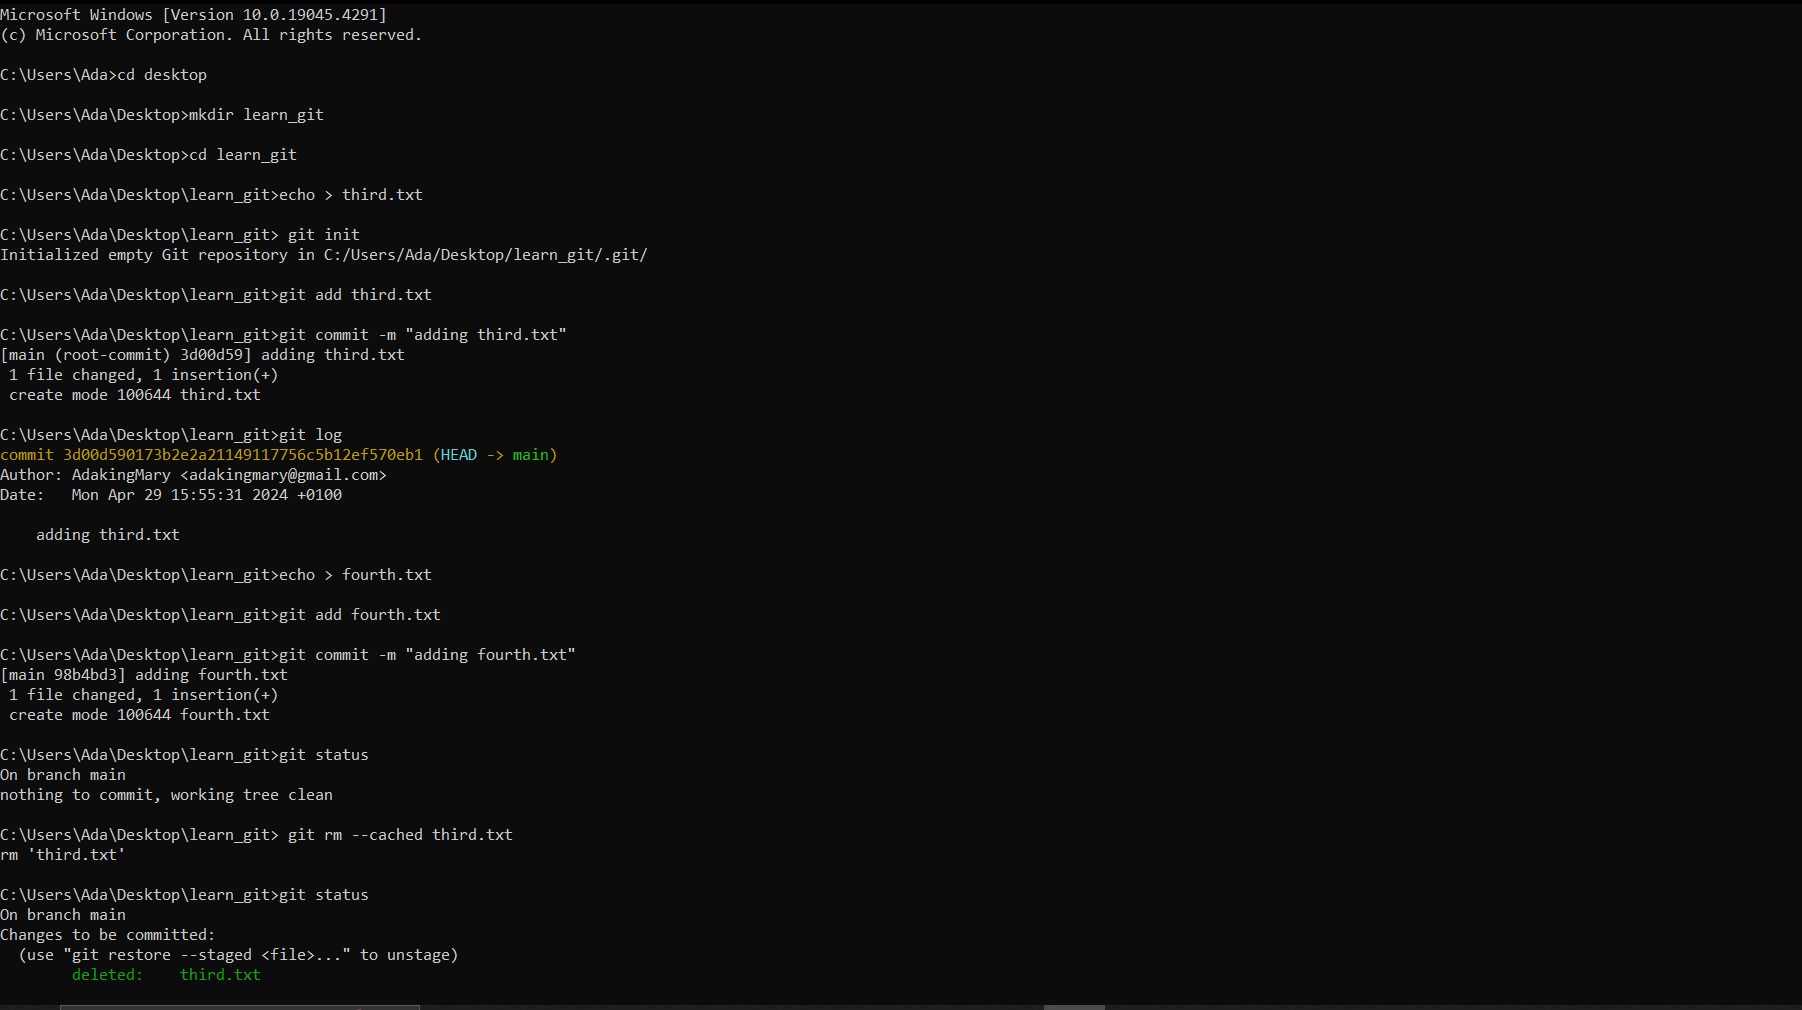 Microsoft Windows [Version 10.0.19045.4291]
(c) Microsoft Corporation. All rights reserved.
C:\Users\Ada>cd desktop
C:\Users\Ada\Desktop>mkdir learn_git
C:\Users\Ada\Desktop>cd learn_git
C:\Users\Ada\Desktop\learn_git>echo > third.txt
C:\Users\Ada\Desktop\learn_git> git init
Initialized empty Git repository in C:/Users/Ada/Desktop/learn_git/.git/
C:\Users\Ada\Desktop\learn_git>git add third.txt
C:\Users\Ada\Desktop\learn_git>git commit -m "adding third.txt"
[main (root-commit) 3d00d59] adding third.txt
 1 file changed, 1 insertion(+)
 create mode 100644 third.txt
C:\Users\Ada\Desktop\learn_git>git log
commit 3d00d590173b2e2a21149117756c5b12ef570eb1 (HEAD -> main)
Author: AdakingMary <adakingmary@gmail.com>
Date:   Mon Apr 29 15:55:31 2024 +0100
    adding third.txt
C:\Users\Ada\Desktop\learn_git>echo > fourth.txt
C:\Users\Ada\Desktop\learn_git>git add fourth.txt
C:\Users\Ada\Desktop\learn_git>git commit -m "adding fourth.txt"
[main 98b4bd3] adding fourth.txt
 1 file changed, 1 insertion(+)
 create mode 100644 fourth.txt
C:\Users\Ada\Desktop\learn_git>git status
On branch main
nothing to commit, working tree clean
C:\Users\Ada\Desktop\learn_git> git rm --cached third.txt
rm 'third.txt'
C:\Users\Ada\Desktop\learn_git>git status
On branch main
Changes to be committed:
  (use "git restore --staged <file>..." to unstage)
        deleted:    third.txt